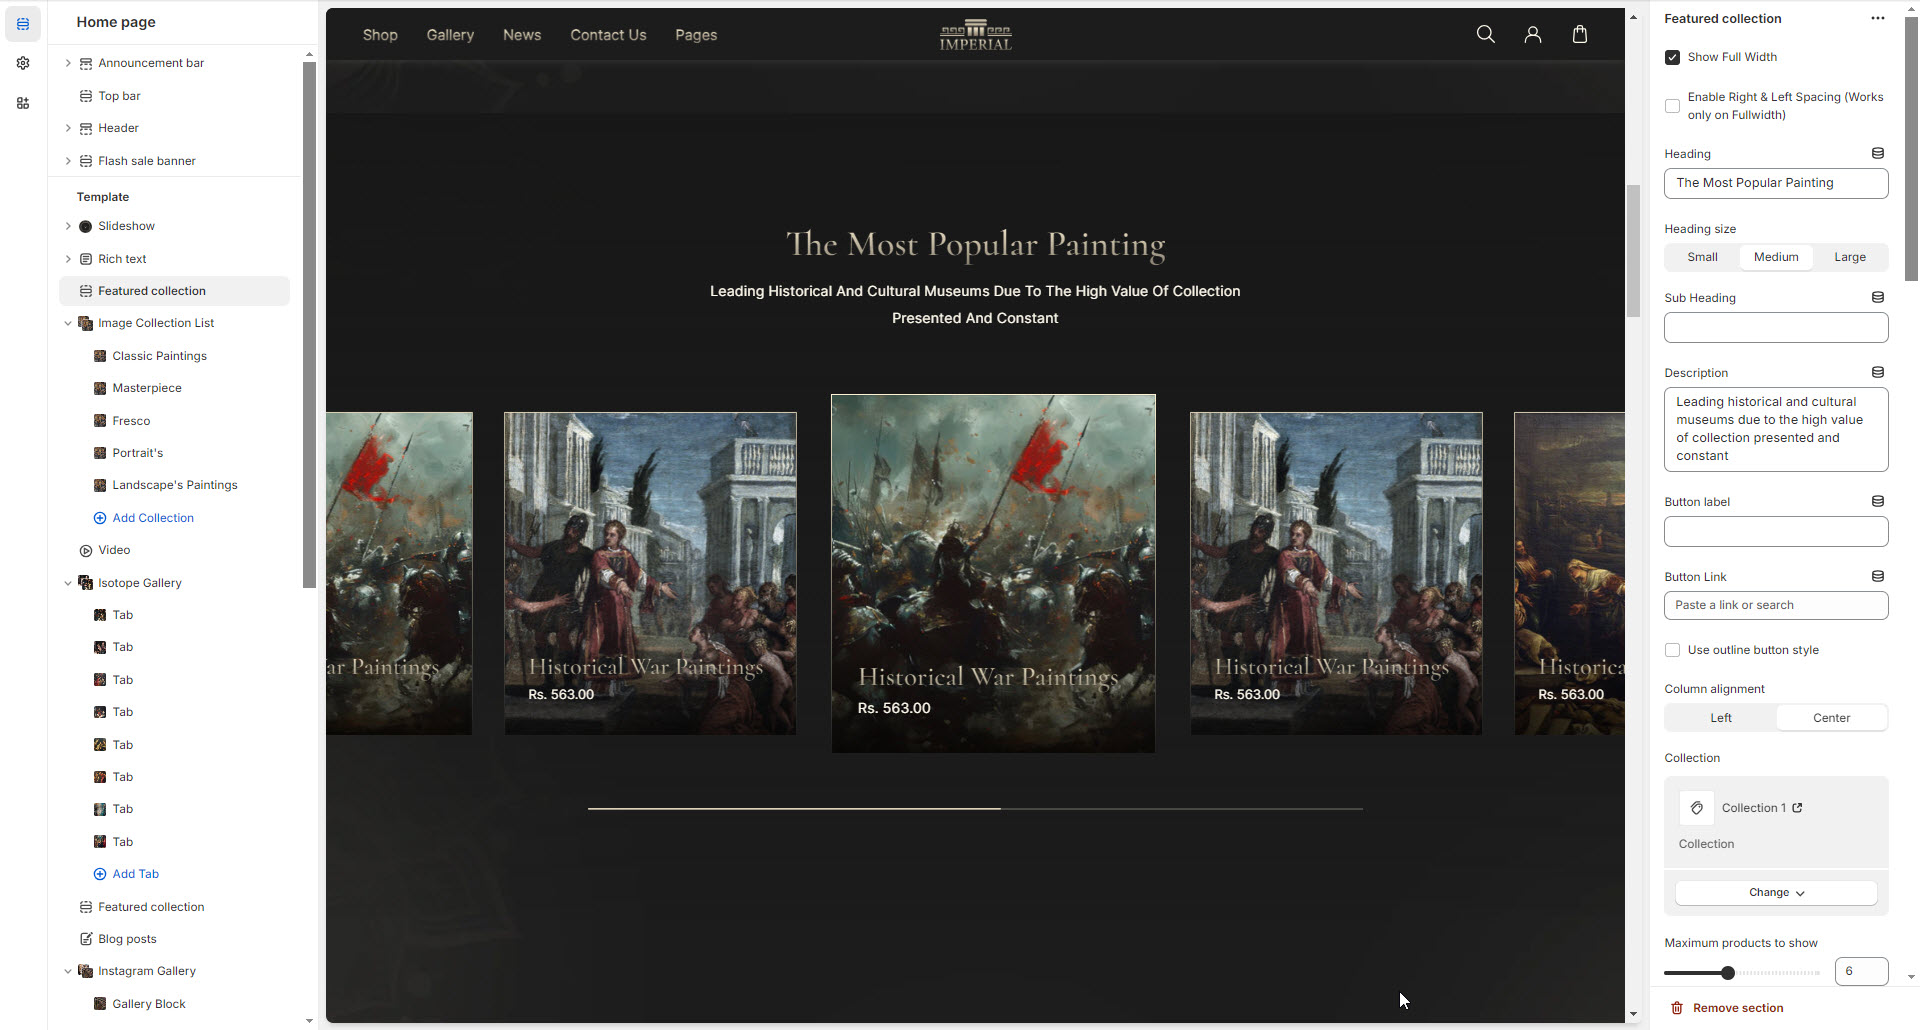 Home page
Announcement bar
Top bar
Header
Flash sale banner
Template
Slideshow
Rich text
Featured collection
Image Collection List
Classic Paintings
Masterpiece
Fresco
Portrait's
Landscape's Paintings
Add Collection
Video
Isotope Gallery
Tab
Tab
Tab
Tab
Tab
Tab
Tab
Tab
Add Tab
Featured collection
Blog posts
Instagram Gallery
Gallery Block
Shop Gallery News Contact Us Pages
IMPERIAL
The Most Popular Painting
Leading Historical And Cultural Museums Due To The High Value Of Collection
Presented And Constant
ar Paintings
Historical War Paintings
Rs. 563.00
Historical War Paintings
Rs. 563.00
Historical War Paintings
Rs. 563.00
Historica
Rs. 563.00
Featured collection
Show Full Width
Enable Right & Left Spacing (Works
only on Fullwidth)
Heading
The Most Popular Painting
Heading size
Small Medium Large
Sub Heading
Description
Leading historical and cultural
museums due to the high value
of collection presented and
constant
Button label
Button Link
Paste a link or search
Use outline button style
Column alignment
Left Center
Collection
Collection 1
Collection
Change
Maximum products to show
6
Remove section